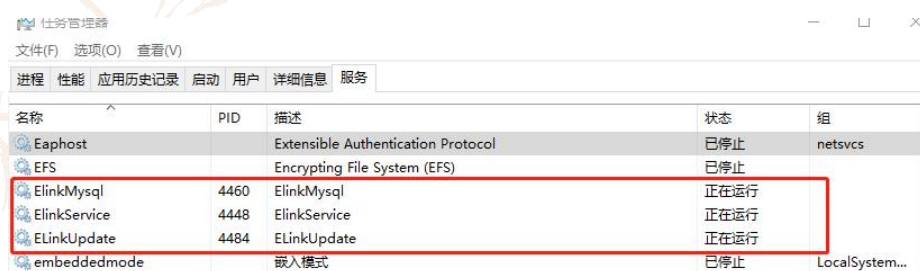 任务管理器
文件(F) 选项(O) 查看(V)
进程 性能 应用历史记录 启动 用户 详细信息 服务
名称 PID 描述 状态 组
Eaphost Extensible Authentication Protocol 已停止 netsvcs
EFS Encrypting File System (EFS) 已停止
ElinkMysql 4460 ElinkMysql 正在运行
ElinkService 4448 ElinkService 正在运行
ELinkUpdate 4484 ELinkUpdate 正在运行
embeddedmode 嵌入模式 已停止 LocalSystem...